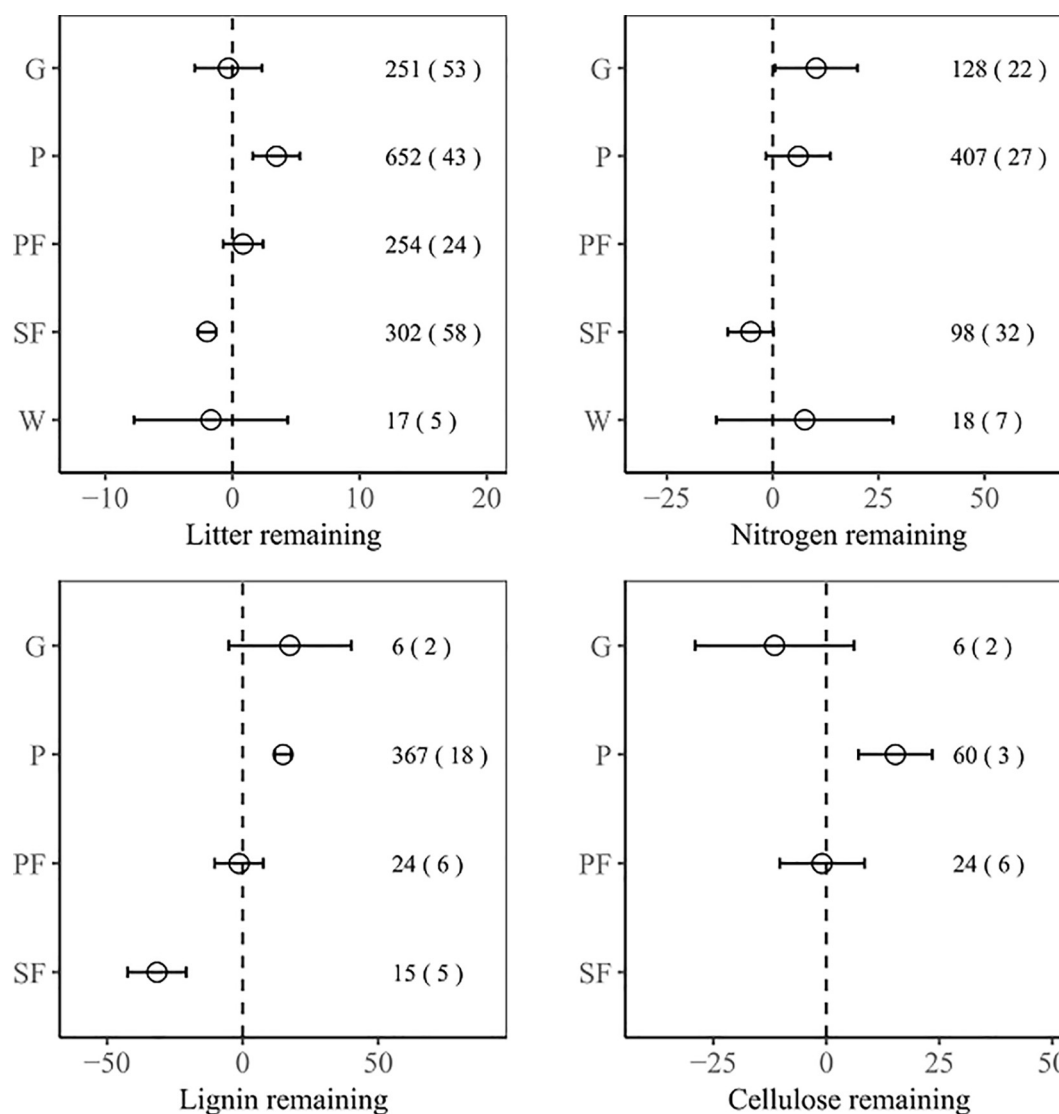 G 251 ( 53 )
P 652 ( 43 )
PF 254 ( 24 )
SF 302 ( 58 )
W 17 ( 5 )
−10 0 10 20
Litter remaining
G 128 ( 22 )
P 407 ( 27 )
PF
SF 98 ( 32 )
W 18 ( 7 )
−25 0 25 50
Nitrogen remaining
G 6 ( 2 )
P 367 ( 18 )
PF 24 ( 6 )
SF 15 ( 5 )
−50 0 50
Lignin remaining
G 6 ( 2 )
P 60 ( 3 )
PF 24 ( 6 )
SF
−25 0 25 50
Cellulose remaining